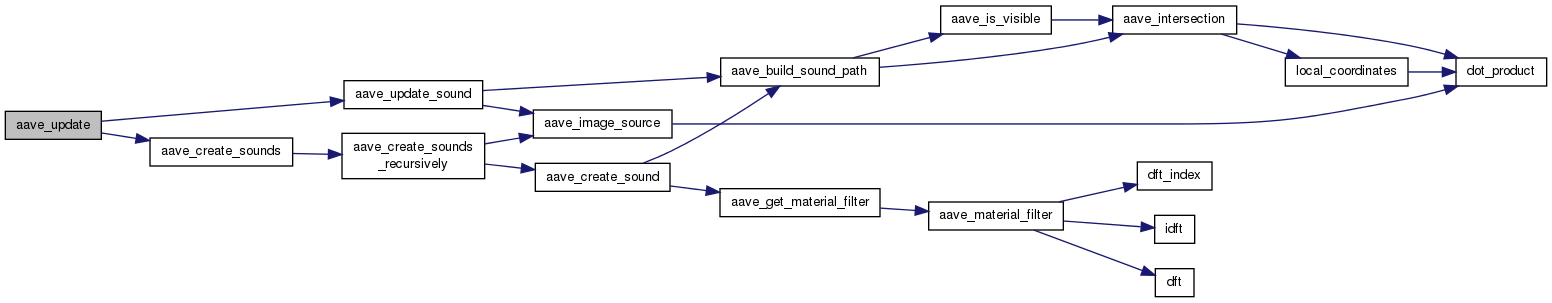 aave_update
aave_update_sound
aave_create_sounds
aave_create_sounds
_recursively
aave_image_source
aave_create_sound
aave_build_sound_path
aave_get_material_filter
aave_is_visible
aave_material_filter
aave_intersection
local_coordinates
dot_product
dft_index
idft
dft